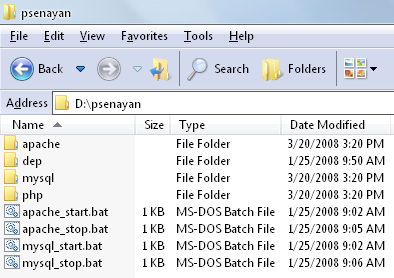 psenayan
File Edit View Favorites Tools Help
Back Search Folders
Address D:\psenayan
Name Size Type Date Modified
apache File Folder 3/20/2008 3:20 PM
dep File Folder 1/25/2008 9:50 AM
mysql File Folder 3/20/2008 3:20 PM
php File Folder 3/20/2008 3:20 PM
apache_start.bat 1 KB MS-DOS Batch File 1/25/2008 9:02 AM
apache_stop.bat 1 KB MS-DOS Batch File 1/25/2008 9:05 AM
mysql_start.bat 1 KB MS-DOS Batch File 1/25/2008 9:02 AM
mysql_stop.bat 1 KB MS-DOS Batch File 1/25/2008 9:06 AM